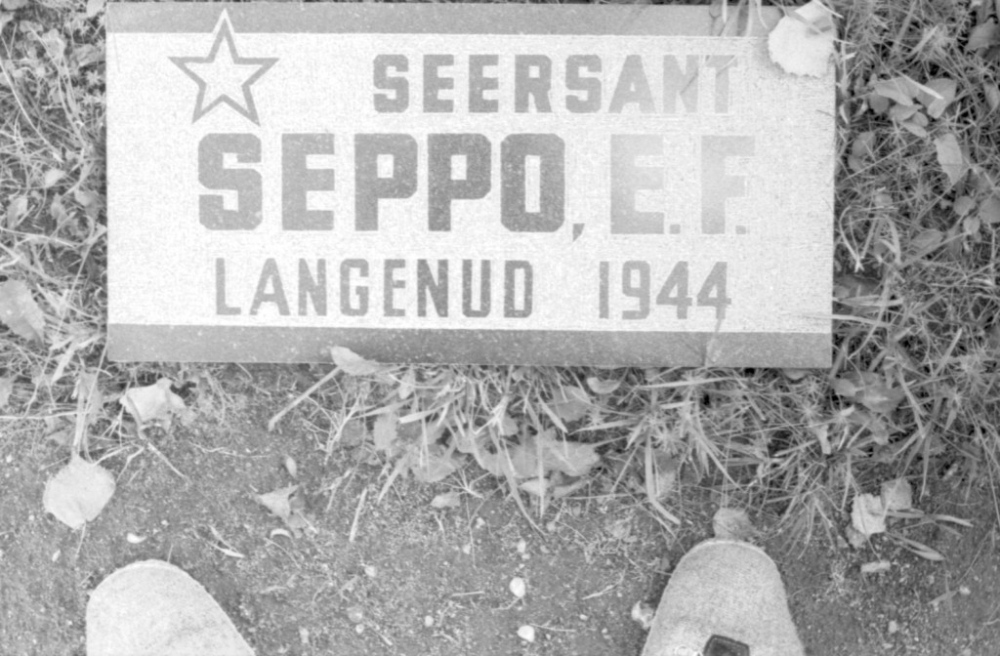 SEERSANT
SEPPO, E.F.
LANGENUD 1944